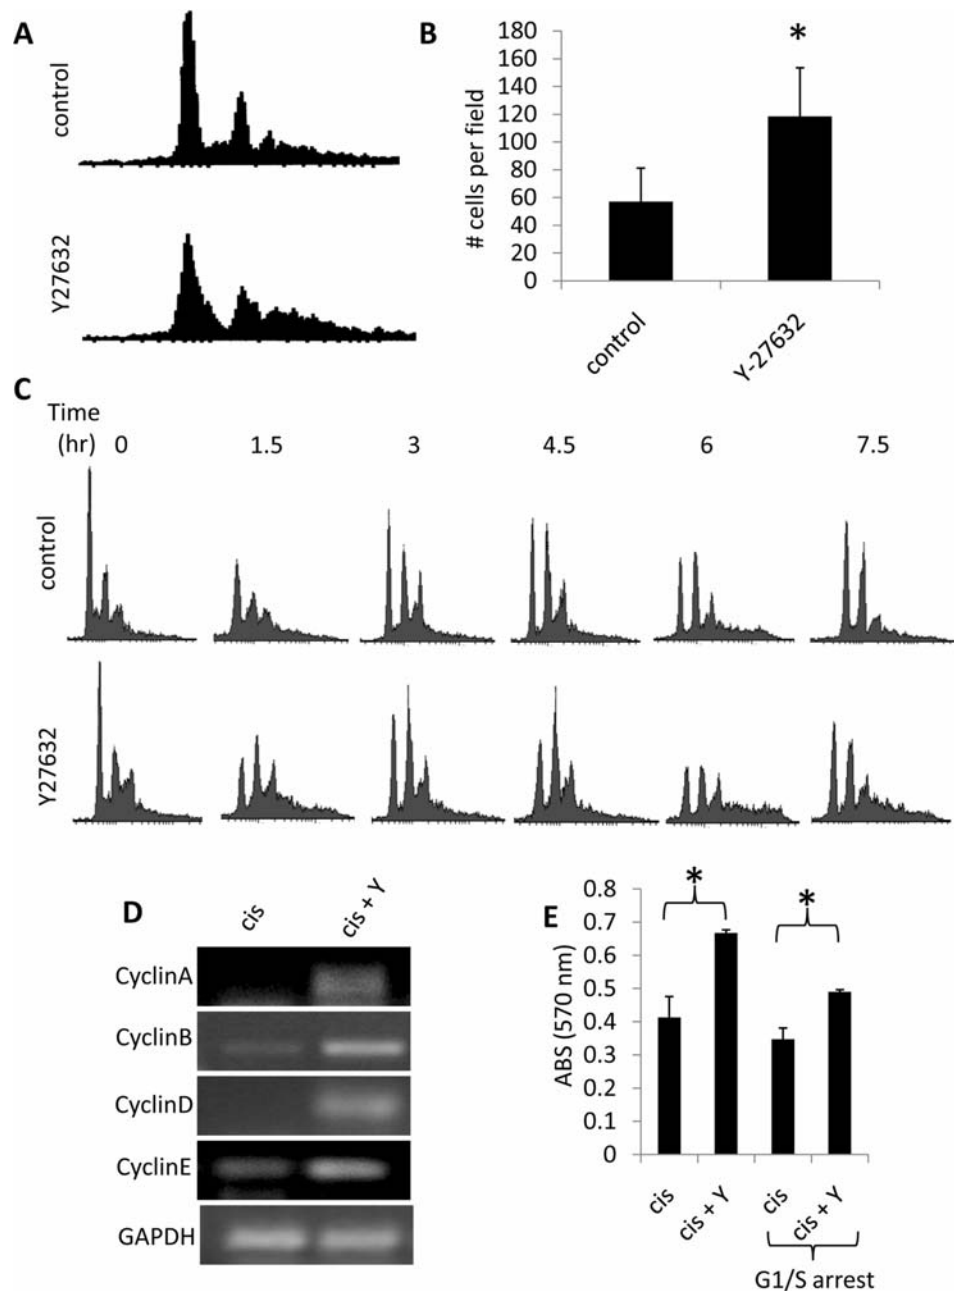 A
control
Y27632
B
# cells per field
180
160
140
120
100
80
60
40
20
0
*
control
Y-27632
C
Time
(hr) 0 1.5 3 4.5 6 7.5
control
Y27632
D
cis cis + Y
CyclinA
CyclinB
CyclinD
CyclinE
GAPDH
E
ABS (570 nm)
0.8
0.7
0.6
0.5
0.4
0.3
0.2
0.1
0
*
*
cis
cis + Y
cis
cis + Y
G1/S arrest